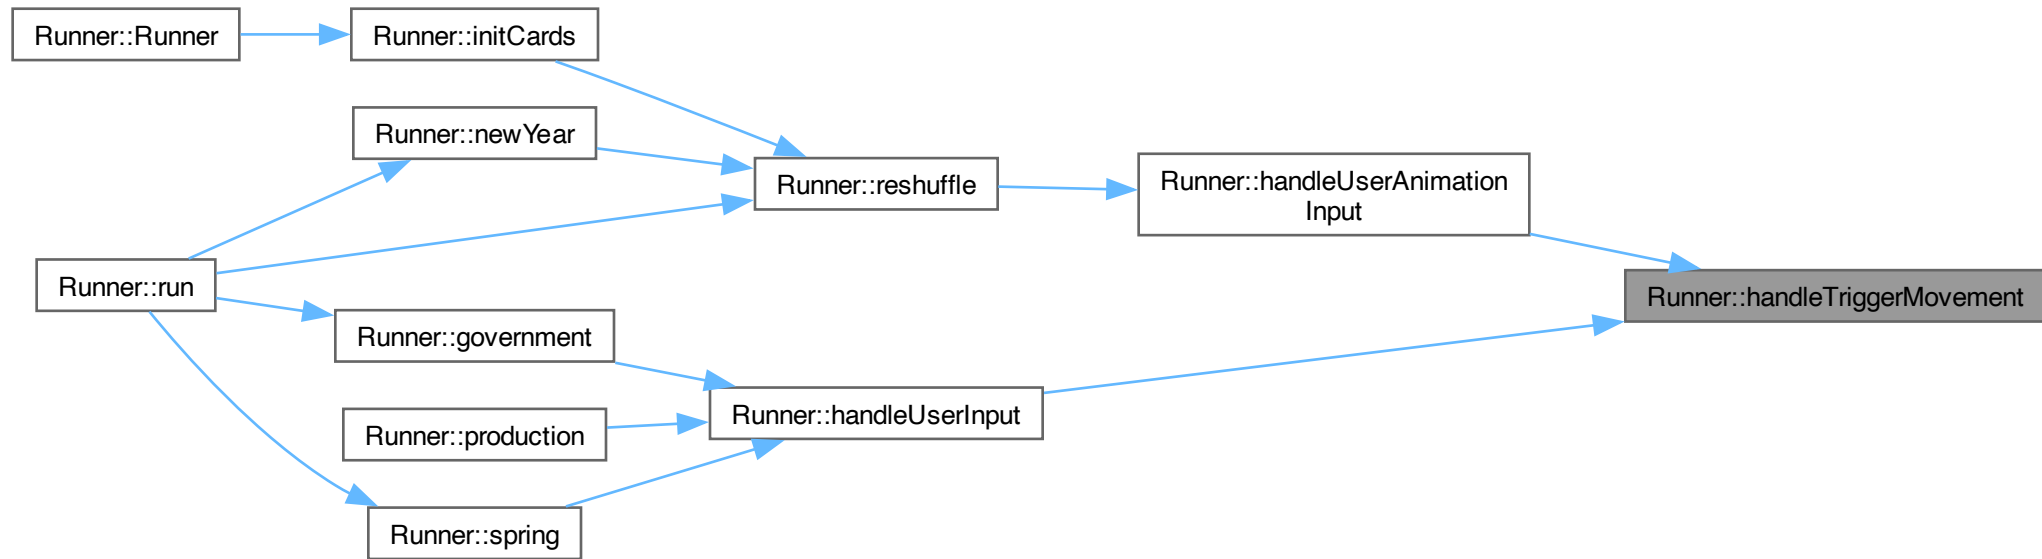 Runner::Runner
Runner::initCards
Runner::newYear
Runner::reshuffle
Runner::handleUserAnimation
Input
Runner::run
Runner::handleTriggerMovement
Runner::government
Runner::handleUserInput
Runner::production
Runner::spring